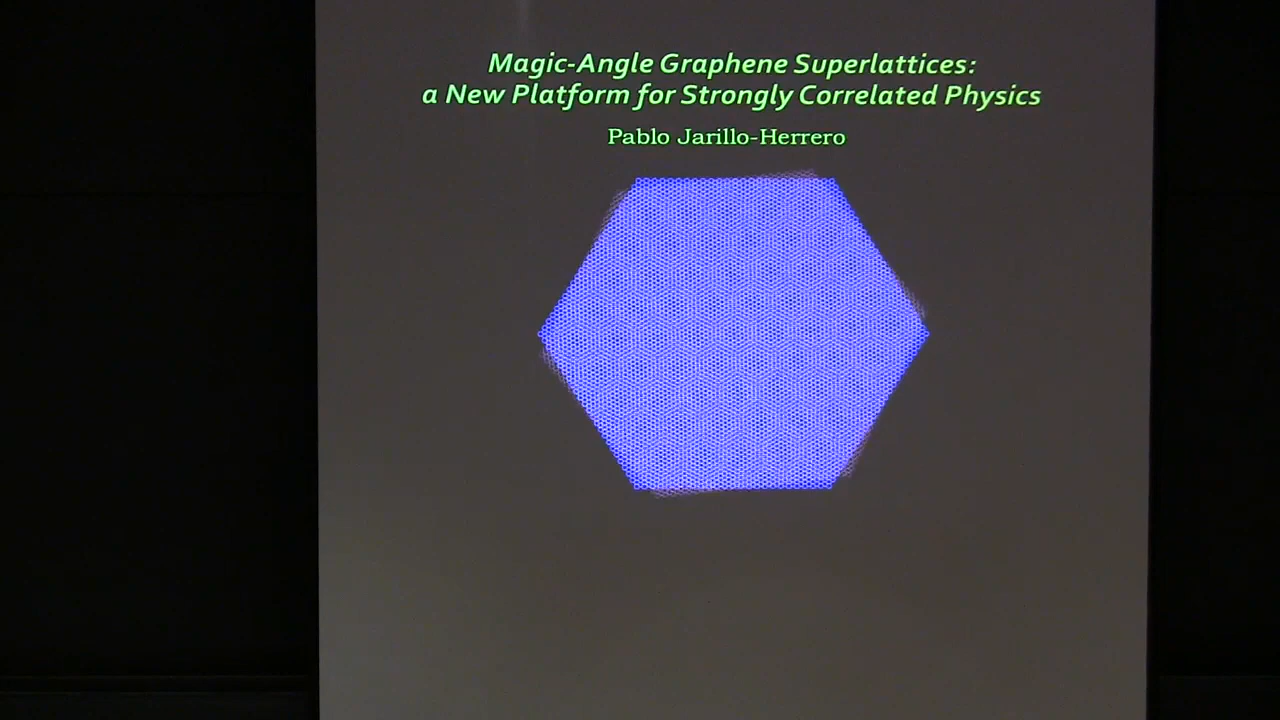 Magic-Angle Graphene Superlattices:
a New Platform for Strongly Correlated Physics
Pablo Jarillo-Herrero